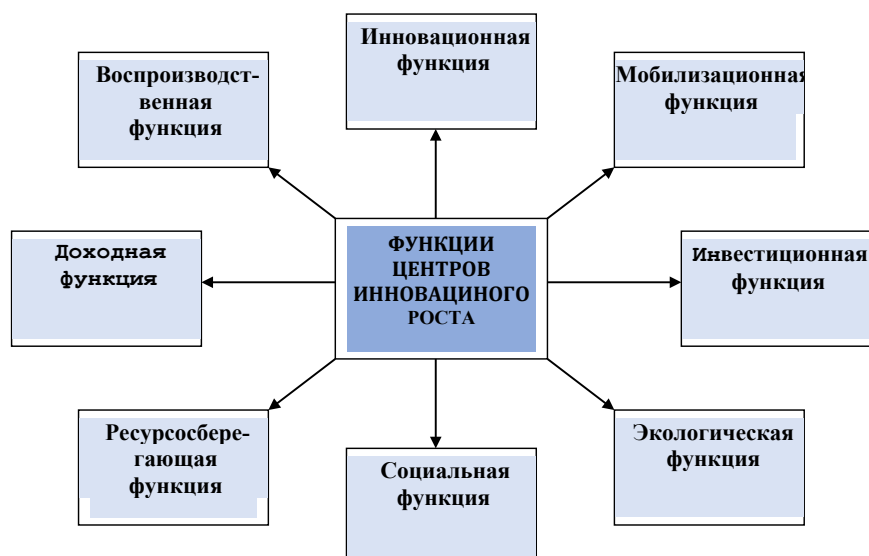 Инновационная
функция
Воспроизводст-
венная
функция
Мобилизационная
функция
Доходная
функция
ФУНКЦИИ
ЦЕНТРОВ
ИННОВАЦИНОГО
РОСТА
Инвестиционная
функция
Ресурсосбере-
гающая
функция
Социальная
функция
Экологическая
функция